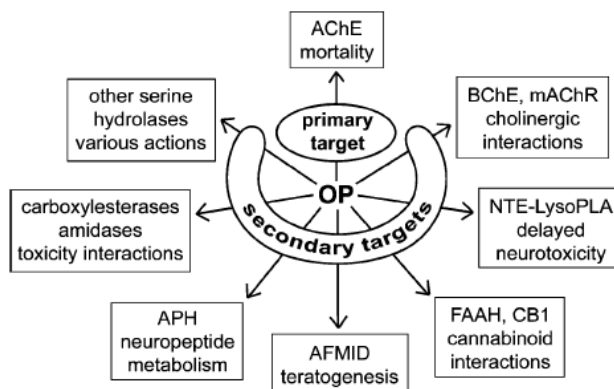 AChE
mortality
other serine
hydrolases
various actions
primary
target
BChE, mAChR
cholinergic
interactions
OP
secondary targets
carboxylesterases
amidases
toxicity interactions
NTE-LysoPLA
delayed
neurotoxicity
APH
neuropeptide
metabolism
AFMID
teratogenesis
FAAH, CB1
cannabinoid
interactions